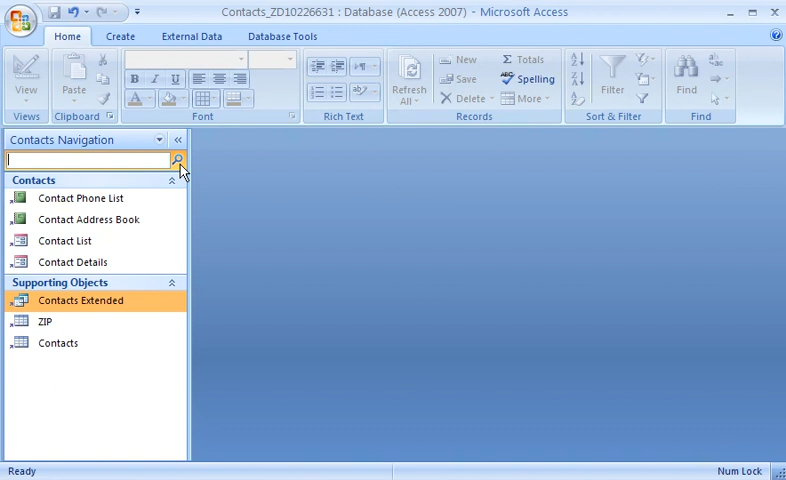 Contacts_ZD10226631 : Database (Access 2007) - Microsoft Access
Home Create External Data Database Tools
View
Views
Paste
Clipboard
B I U
A
Font
Rich Text
Refresh
All
New
Save
Delete
Totals
Spelling
More
Records
Filter
Sort & Filter
Find
Find
Contacts Navigation
Contacts
Contact Phone List
Contact Address Book
Contact List
Contact Details
Supporting Objects
Contacts Extended
ZIP
Contacts
Ready
Num Lock